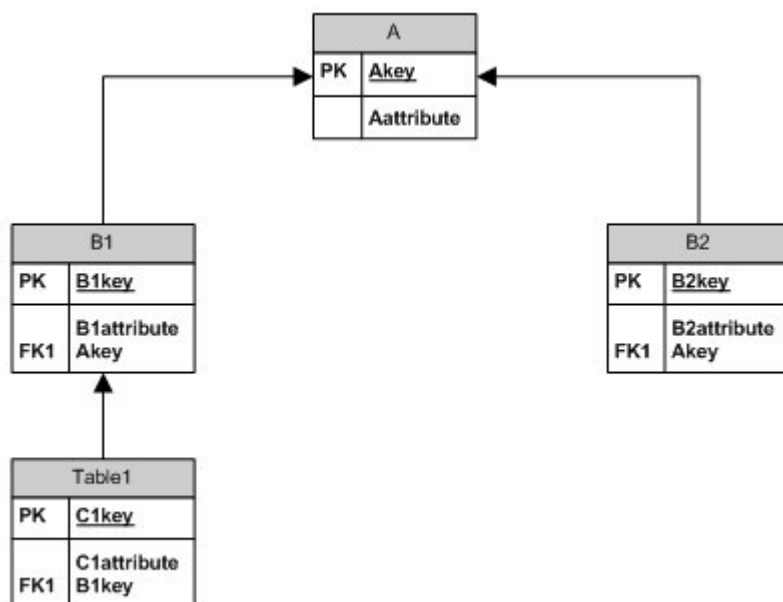 A
PK Akey
Aattribute
B1
PK B1key
B1attribute
FK1 Akey
B2
PK B2key
B2attribute
FK1 Akey
Table1
PK C1key
C1attribute
FK1 B1key